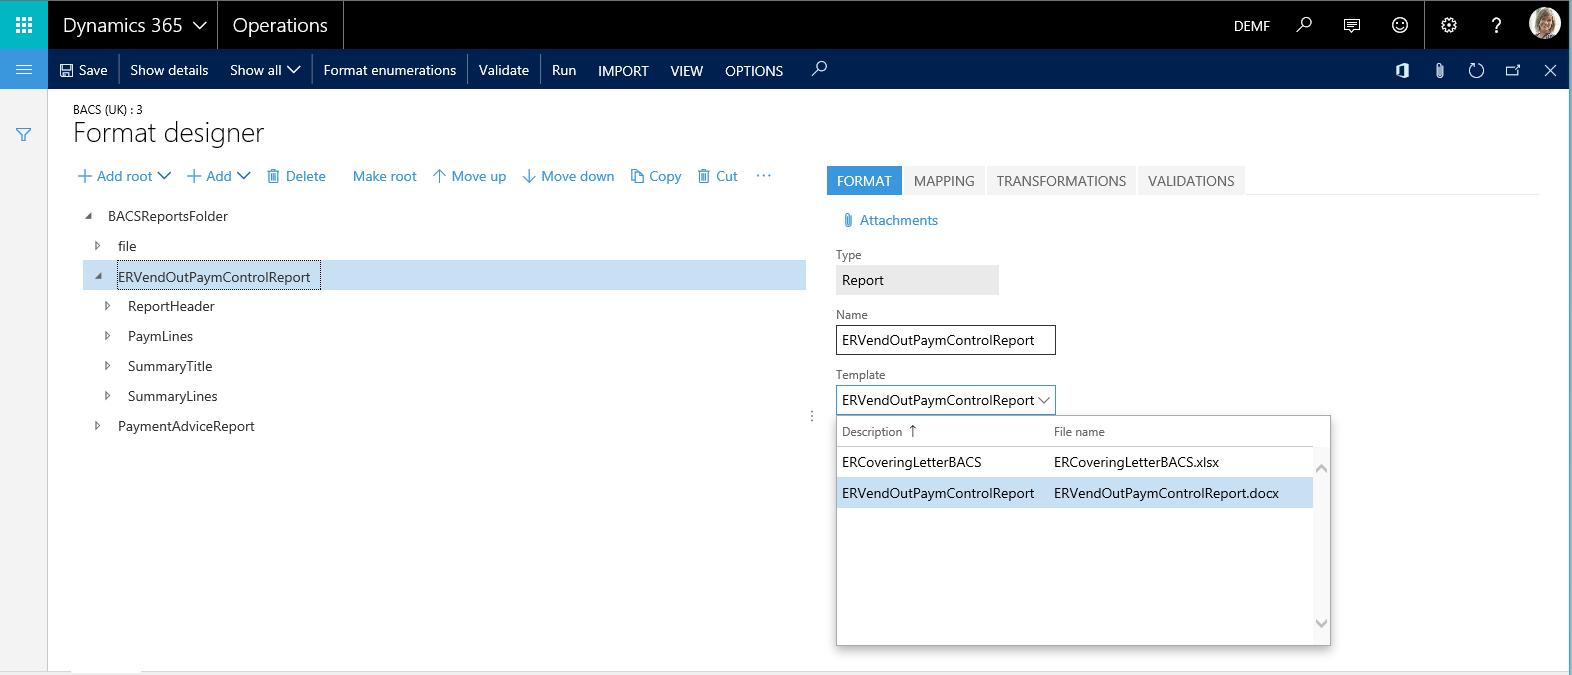 Dynamics 365 Operations DEMF ?
Save Show details Show all Format enumerations Validate Run IMPORT VIEW OPTIONS
BACS (UK) : 3
Format designer
Add root Add Delete Make root Move up Move down Copy Cut ...
BACSReportsFolder
file
ERVendOutPaymControlReport
ReportHeader
PaymLines
SummaryTitle
SummaryLines
PaymentAdviceReport
FORMAT MAPPING TRANSFORMATIONS VALIDATIONS
Attachments
Type
Report
Name
ERVendOutPaymControlReport
Template
ERVendOutPaymControlReport
Description File name
ERCoveringLetterBACS ERCoveringLetterBACS.xlsx
ERVendOutPaymControlReport ERVendOutPaymControlReport.docx